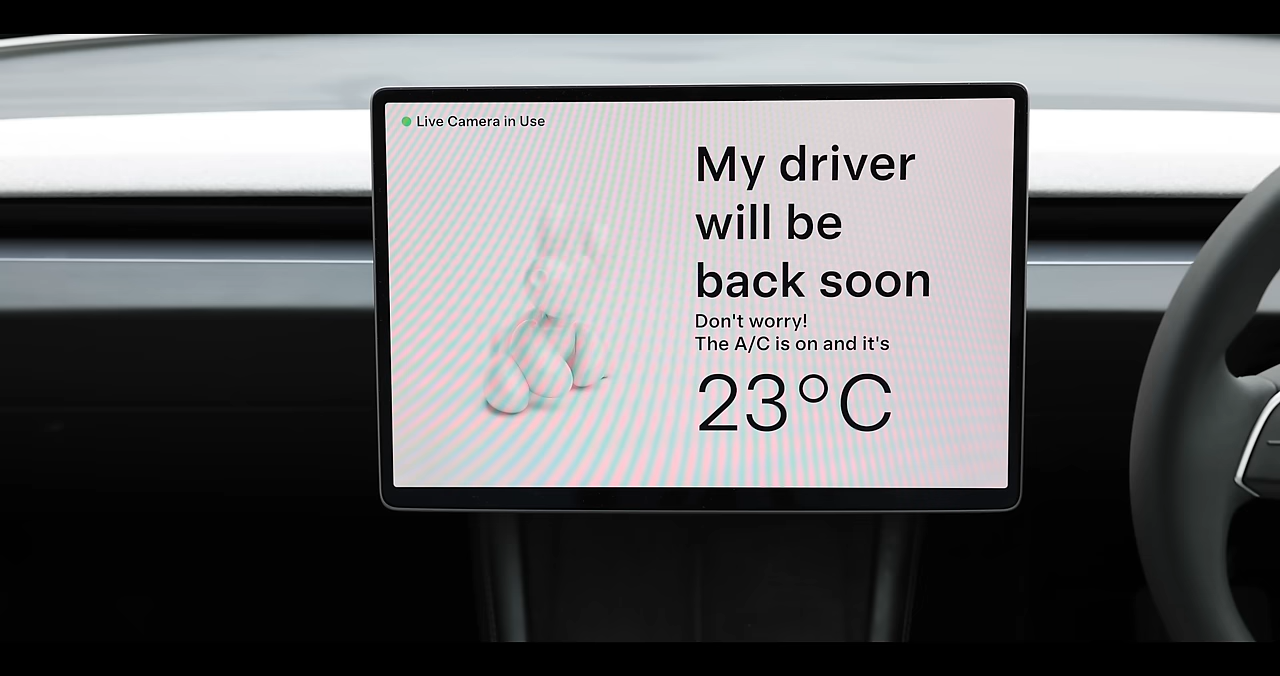 Live Camera in Use
My driver
will be
back soon
Don't worry!
The A/C is on and it's
23°C